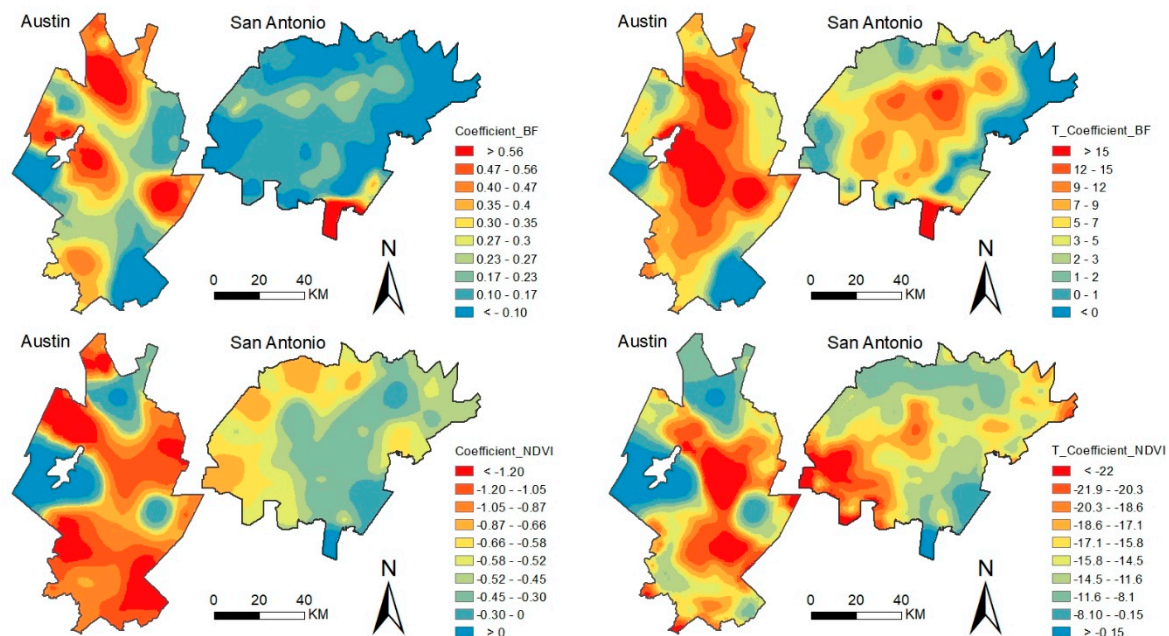 Austin
San Antonio
Coefficient_BF
> 0.56
0.47 - 0.56
0.40 - 0.47
0.35 - 0.4
0.30 - 0.35
0.27 - 0.3
0.23 - 0.27
0.17 - 0.23
0.10 - 0.17
< - 0.10
N
0 20 40
KM
Austin
San Antonio
T_Coefficient_BF
> 15
12 - 15
9 - 12
7 - 9
5 - 7
3 - 5
2 - 3
1 - 2
0 - 1
< 0
N
0 20 40
KM
Austin
San Antonio
Coefficient_NDVI
< -1.20
-1.20 - -1.05
-1.05 - -0.87
-0.87 - -0.66
-0.66 - -0.58
-0.58 - -0.52
-0.52 - -0.45
-0.45 - -0.30
-0.30 - 0
> 0
N
0 20 40
KM
Austin
San Antonio
T_Coefficient_NDVI
< -22
-21.9 - -20.3
-20.3 - -18.6
-18.6 - -17.1
-17.1 - -15.8
-15.8 - -14.5
-14.5 - -11.6
-11.6 - -8.1
-8.10 - -0.15
> -0.15
N
0 20 40
KM